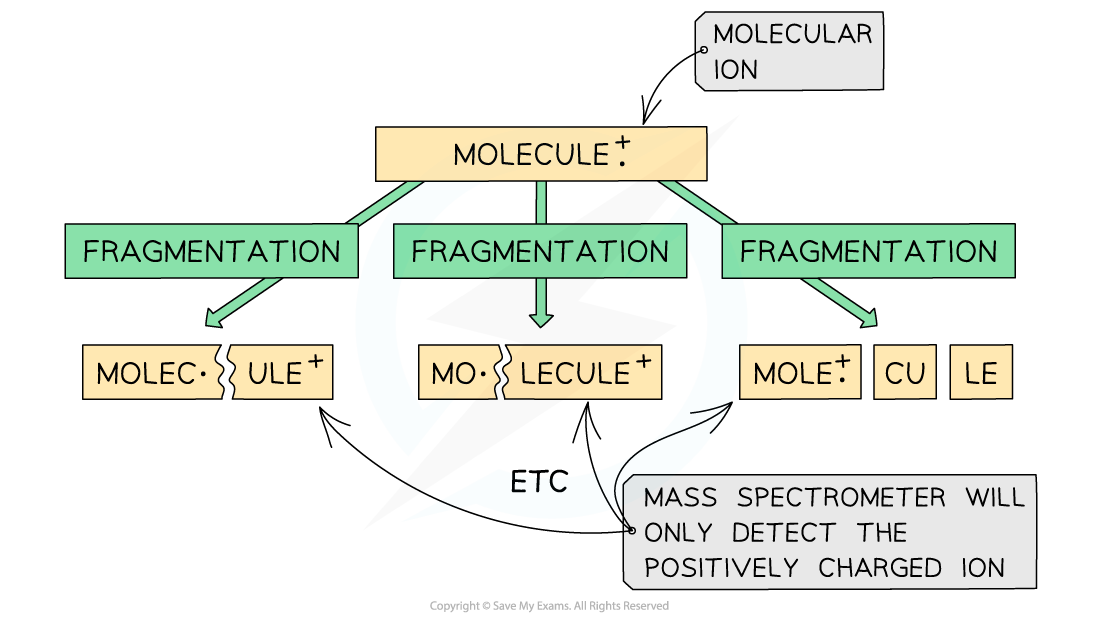 MOLECULAR
ION
MOLECULE⁺.
FRAGMENTATION FRAGMENTATION FRAGMENTATION
MOLEC· ULE⁺ MO· LECULE⁺ MOLE⁺. CU LE
ETC
MASS SPECTROMETER WILL
ONLY DETECT THE
POSITIVELY CHARGED ION
Copyright © Save My Exams. All Rights Reserved